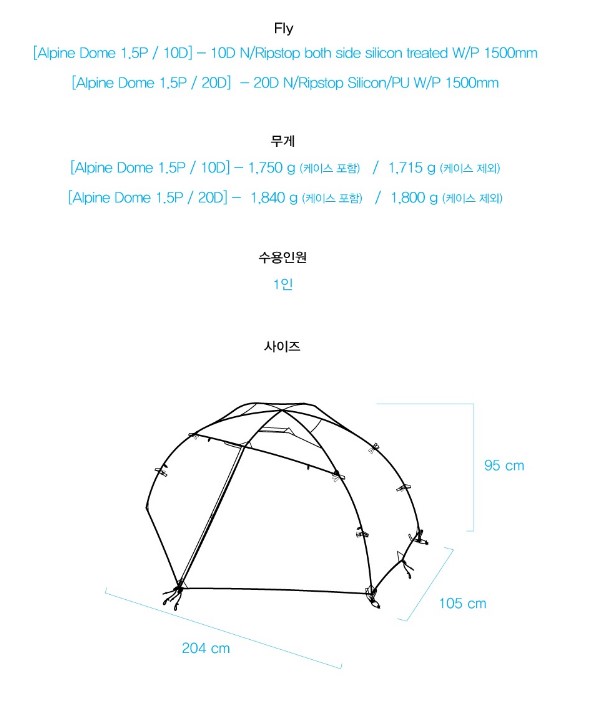 Fly
[Alpine Dome 1.5P / 10D] - 10D N/Ripstop both side silicon treated W/P 1500mm
[Alpine Dome 1.5P / 20D] - 20D N/Ripstop Silicon/PU W/P 1500mm
무게
[Alpine Dome 1.5P / 10D] - 1.750 g (케이스 포함) / 1.715 g (케이스 제외)
[Alpine Dome 1.5P / 20D] - 1.840 g (케이스 포함) / 1.800 g (케이스 제외)
수용인원
1인
사이즈
95 cm
105 cm
204 cm